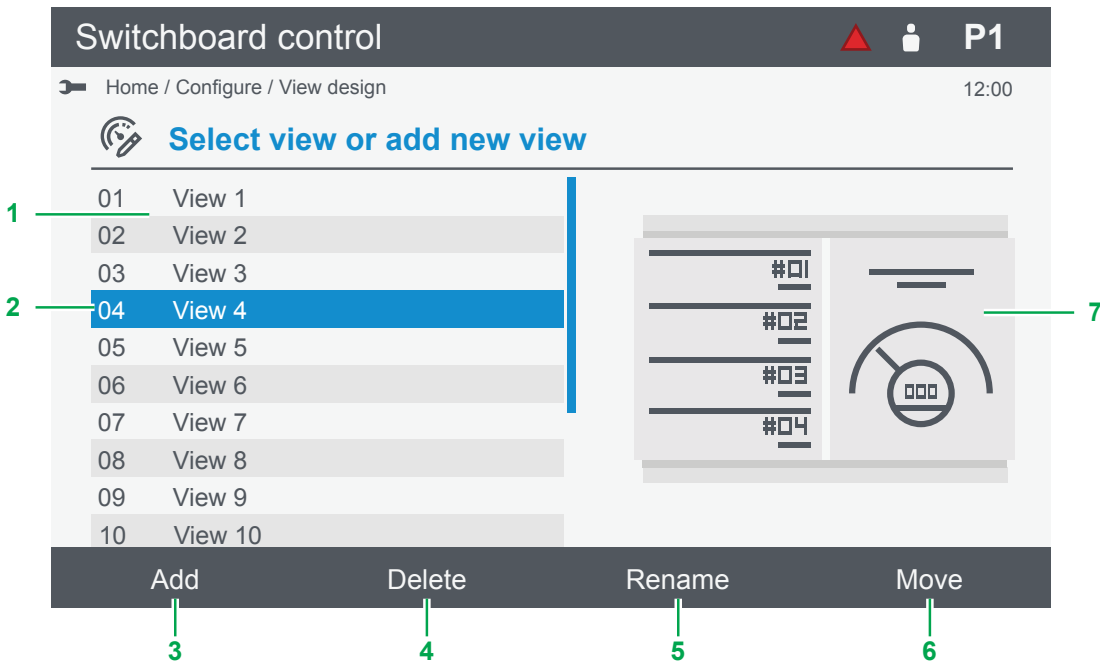 Switchboard control P1
Home / Configure / View design 12:00
Select view or add new view
01 View 1
1
02 View 2
03 View 3
2 04 View 4
05 View 5
06 View 6
07 View 7
08 View 8
09 View 9
10 View 10
#01
#02
#03
#04
000
7
Add Delete Rename Move
3 4 5 6